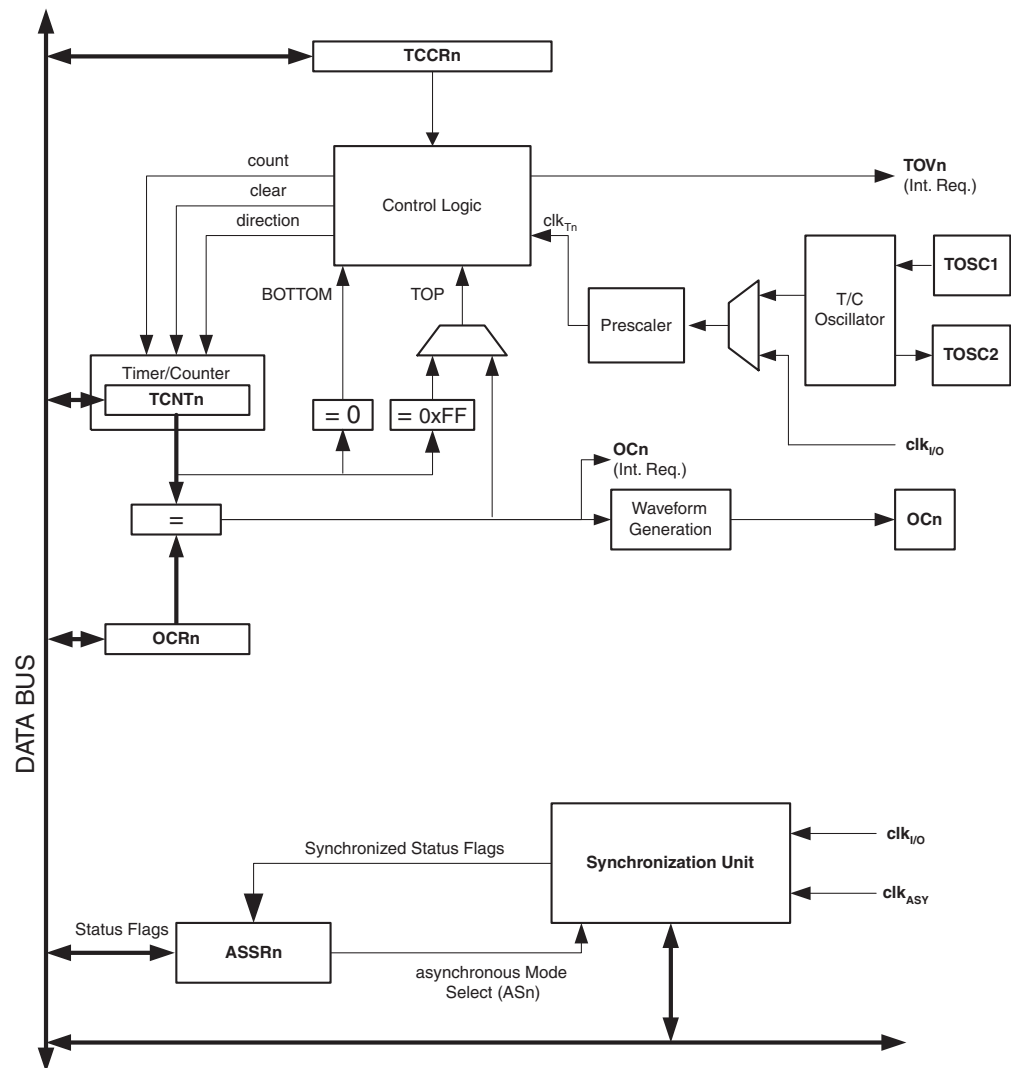 TCCRn
count
clear
direction
Control Logic
clkTn
TOVn
(Int. Req.)
BOTTOM
TOP
Prescaler
T/C
Oscillator
TOSC1
TOSC2
Timer/Counter
TCNTn
= 0
= 0xFF
OCn
(Int. Req.)
clkI/O
=
Waveform
Generation
OCn
OCRn
DATA BUS
Synchronized Status Flags
Synchronization Unit
clkI/O
clkASY
Status Flags
ASSRn
asynchronous Mode
Select (ASn)